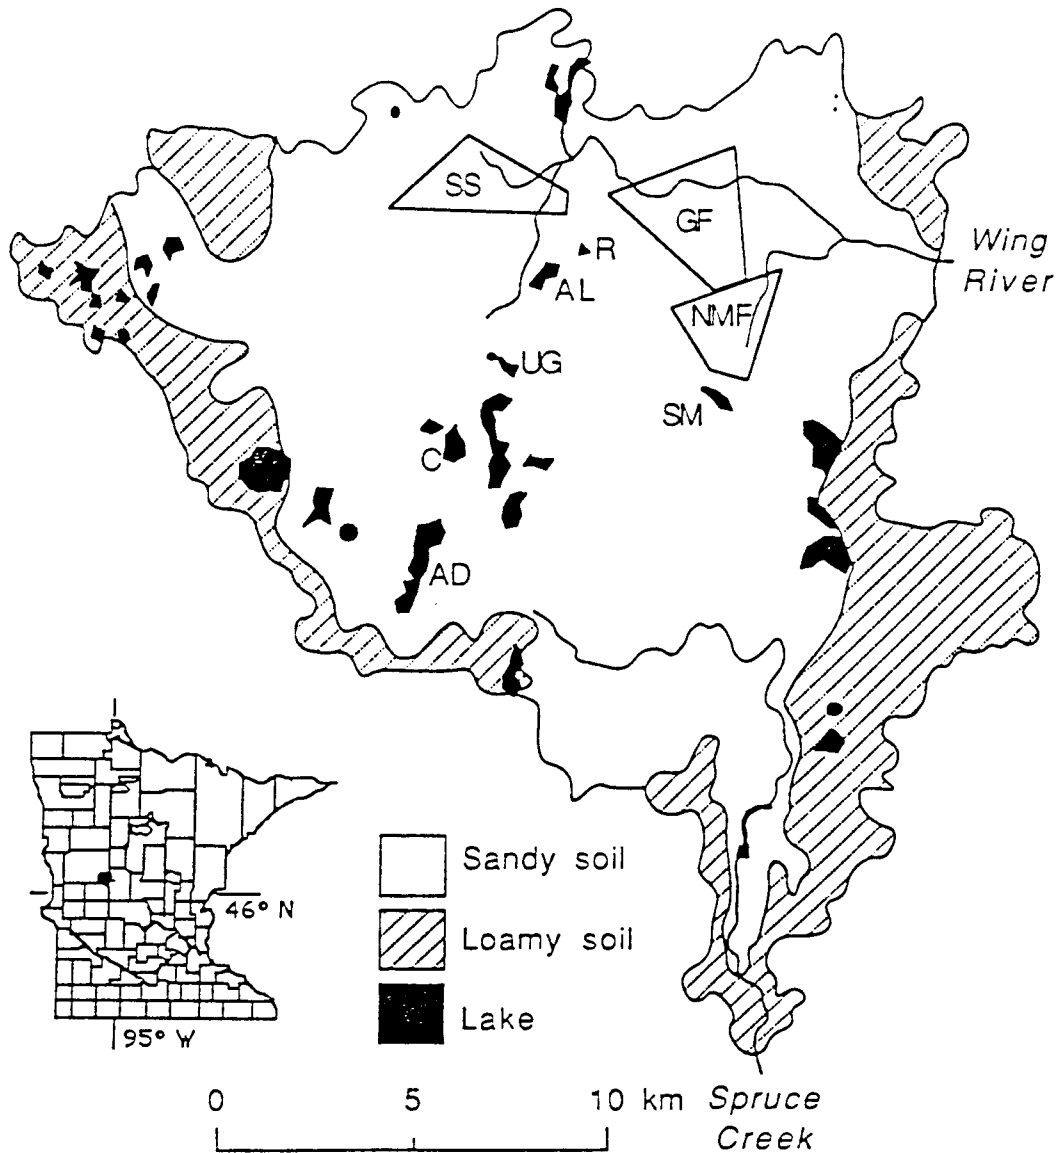 SS
GF
R
AL
Wing
River
NMF
UG
SM
C
AD
Sandy soil
46° N
Loamy soil
Lake
95° W
0 5 10 km
Spruce
Creek